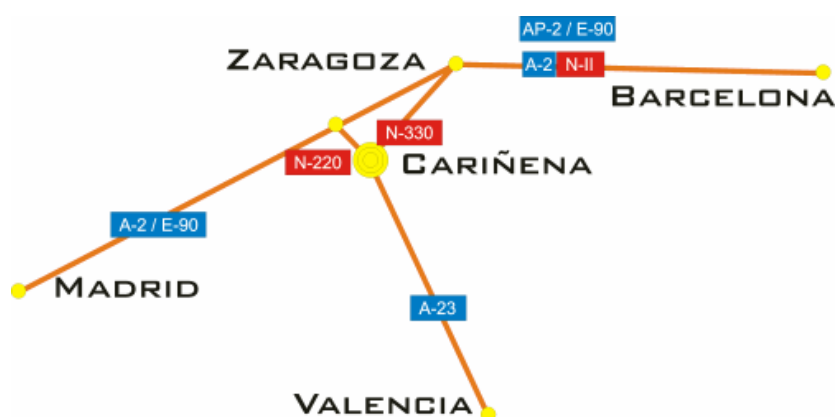 AP-2 / E-90
ZARAGOZA
A-2 N-II
BARCELONA
N-330
N-220
CARIÑENA
A-2 / E-90
MADRID
A-23
VALENCIA